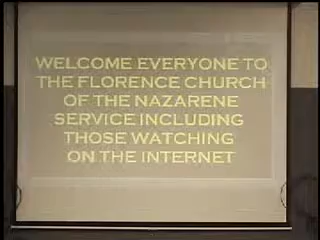 WELCOME EVERYONE TO
THE FLORENCE CHURCH
OF THE NAZARENE
SERVICE INCLUDING
THOSE WATCHING
ON THE INTERNET